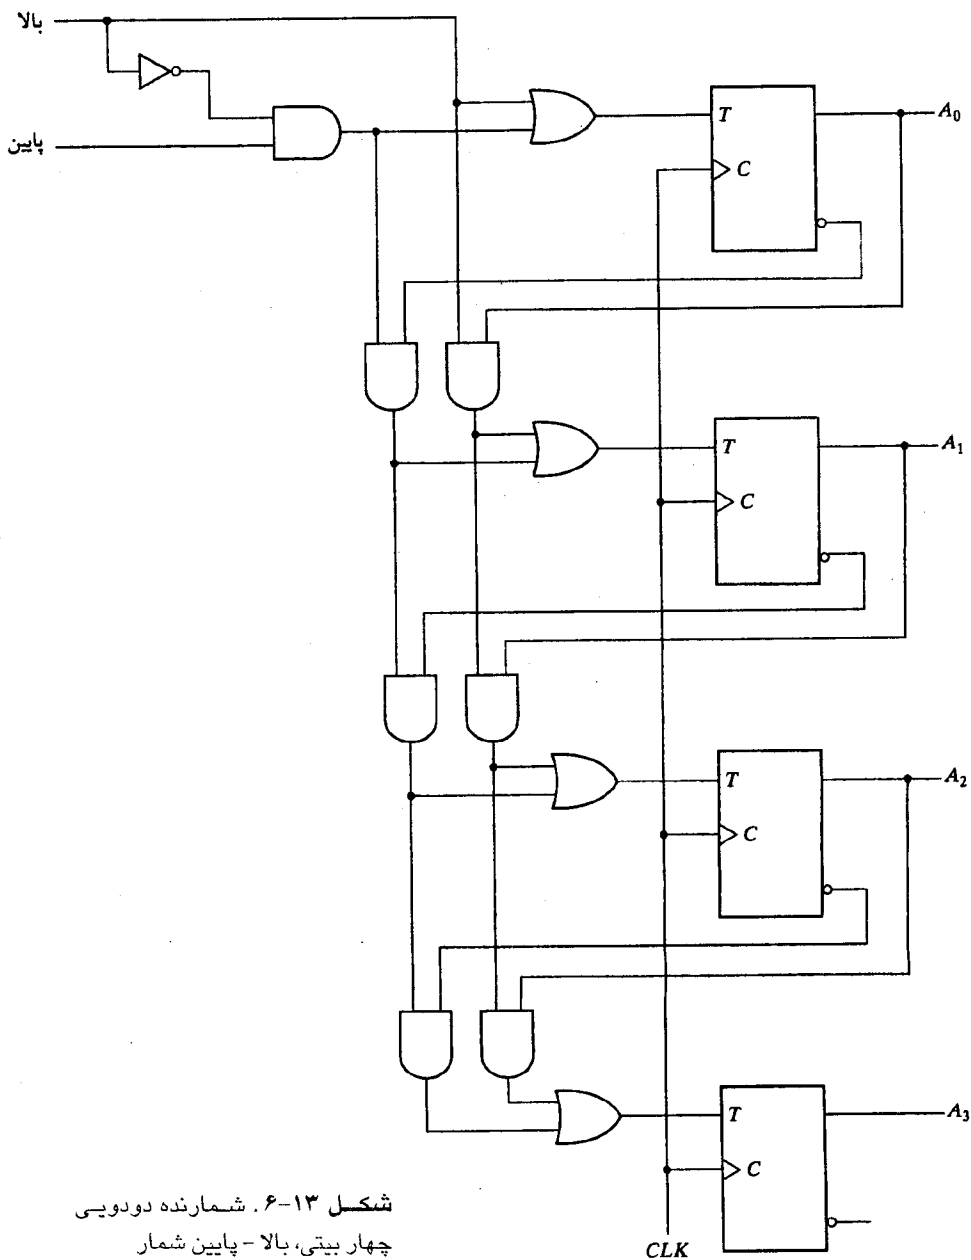 بالا
پایین
T
C
A₀
T
C
A₁
T
C
A₂
T
C
A₃
CLK
شکل ۱۳-۶. شمارنده دودویی
چهار بیتی، بالا - پایین شمار